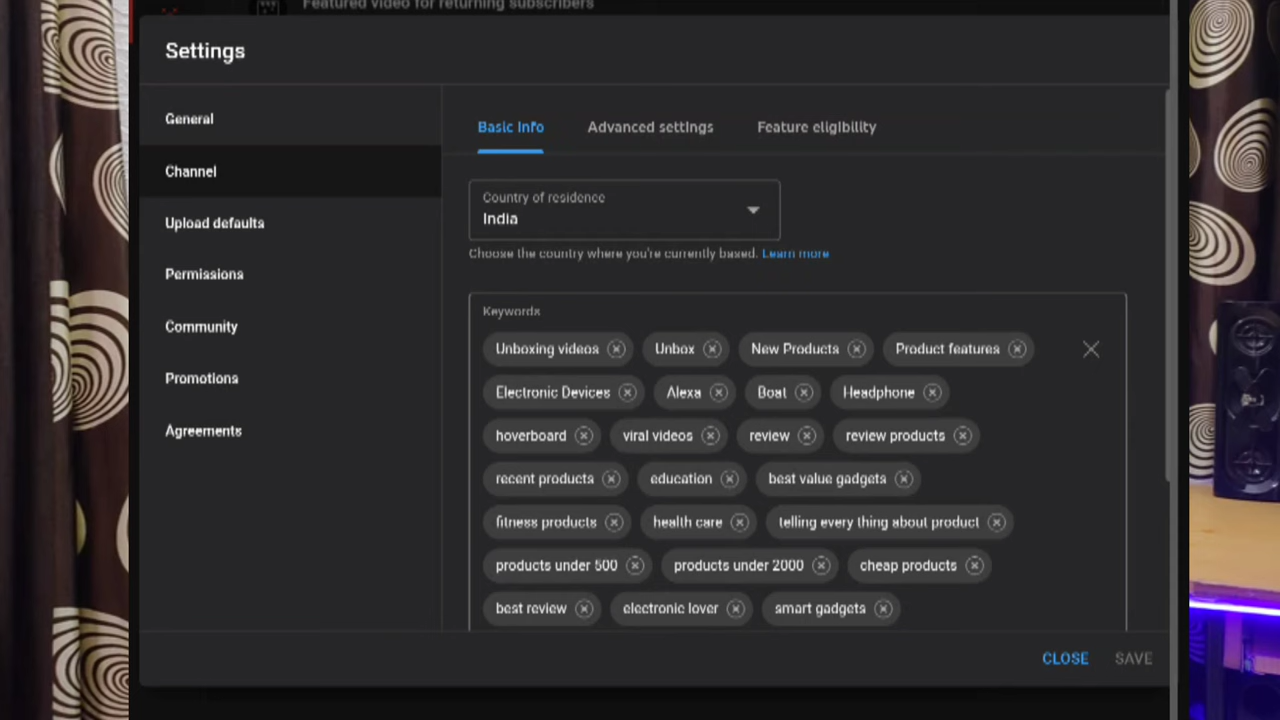 Featured video for returning subscribers
Settings
General
Channel
Upload defaults
Permissions
Community
Promotions
Agreements
Basic info
Advanced settings
Feature eligibility
Country of residence
India
Choose the country where you're currently based. Learn more
Keywords
Unboxing videos Unbox New Products Product features
Electronic Devices Alexa Boat Headphone
hoverboard viral videos review review products
recent products education best value gadgets
fitness products health care telling every thing about product
products under 500 products under 2000 cheap products
best review electronic lover smart gadgets
CLOSE SAVE